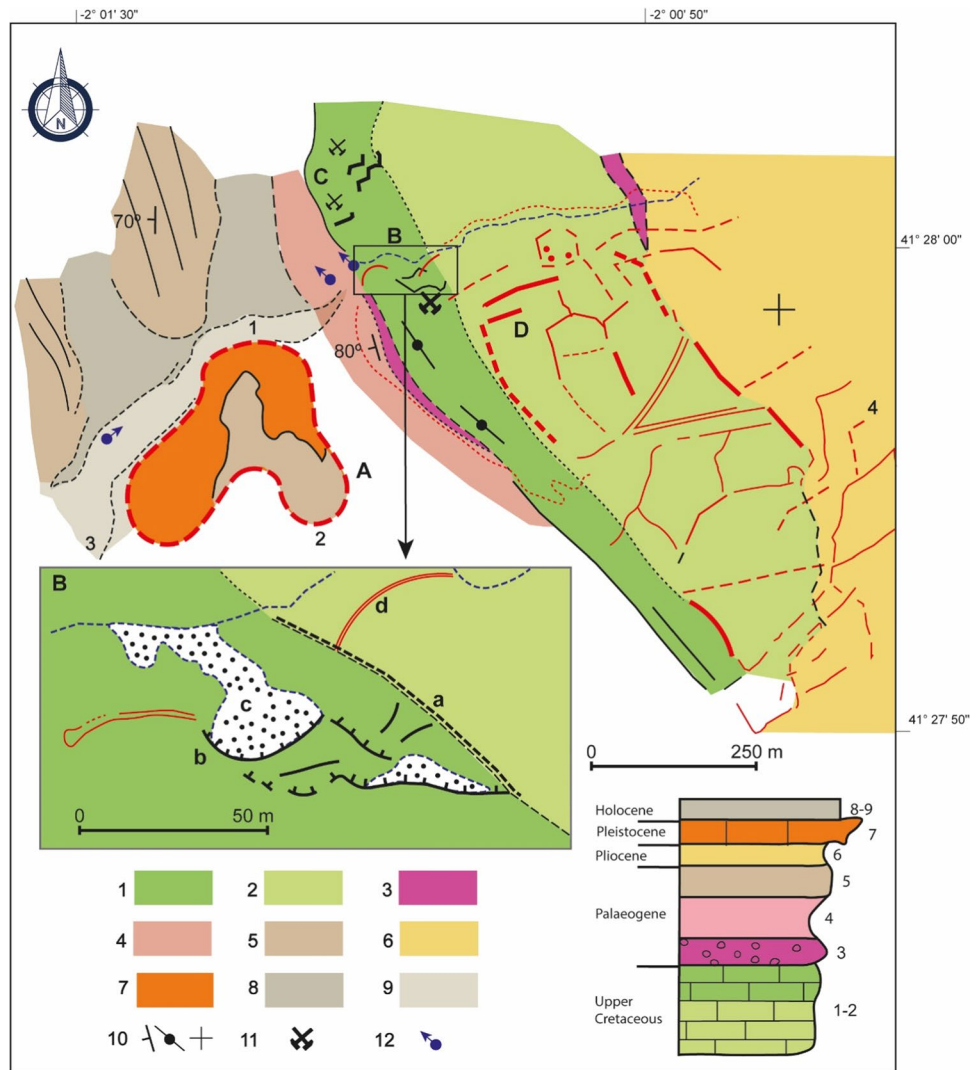 -2° 01' 30"
-2° 00' 50"
N
C
70º
B
41° 28' 00"
1
D
80º
4
A
3
2
B
d
a
c
b
41° 27' 50"
0 250 m
0 50 m
Holocene 8-9
Pleistocene 7
Pliocene 6
5
Palaeogene 4
3
Upper
Cretaceous 1-2
1 2 3
4 5 6
7 8 9
10 11 12